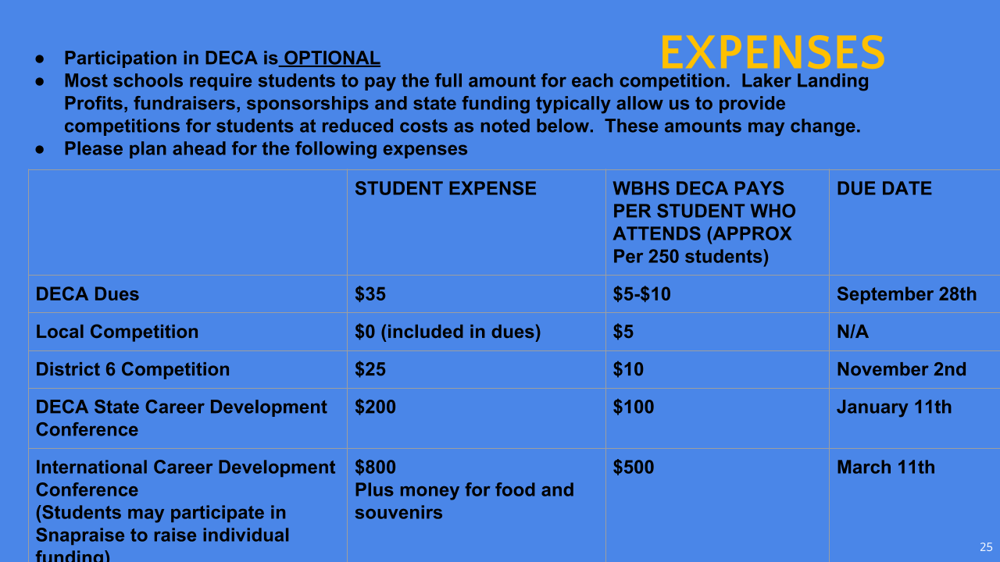 EXPENSES
● Participation in DECA is OPTIONAL
● Most schools require students to pay the full amount for each competition.  Laker Landing
Profits, fundraisers, sponsorships and state funding typically allow us to provide
competitions for students at reduced costs as noted below.  These amounts may change.
● Please plan ahead for the following expenses
STUDENT EXPENSE
WBHS DECA PAYS
PER STUDENT WHO
ATTENDS (APPROX
Per 250 students)
DUE DATE
DECA Dues
$35
$5-$10
September 28th
Local Competition
$0 (included in dues)
$5
N/A
District 6 Competition
$25
$10
November 2nd
DECA State Career Development
Conference
$200
$100
January 11th
International Career Development
Conference
(Students may participate in
Snapraise to raise individual
funding)
$800
Plus money for food and
souvenirs
$500
March 11th
25